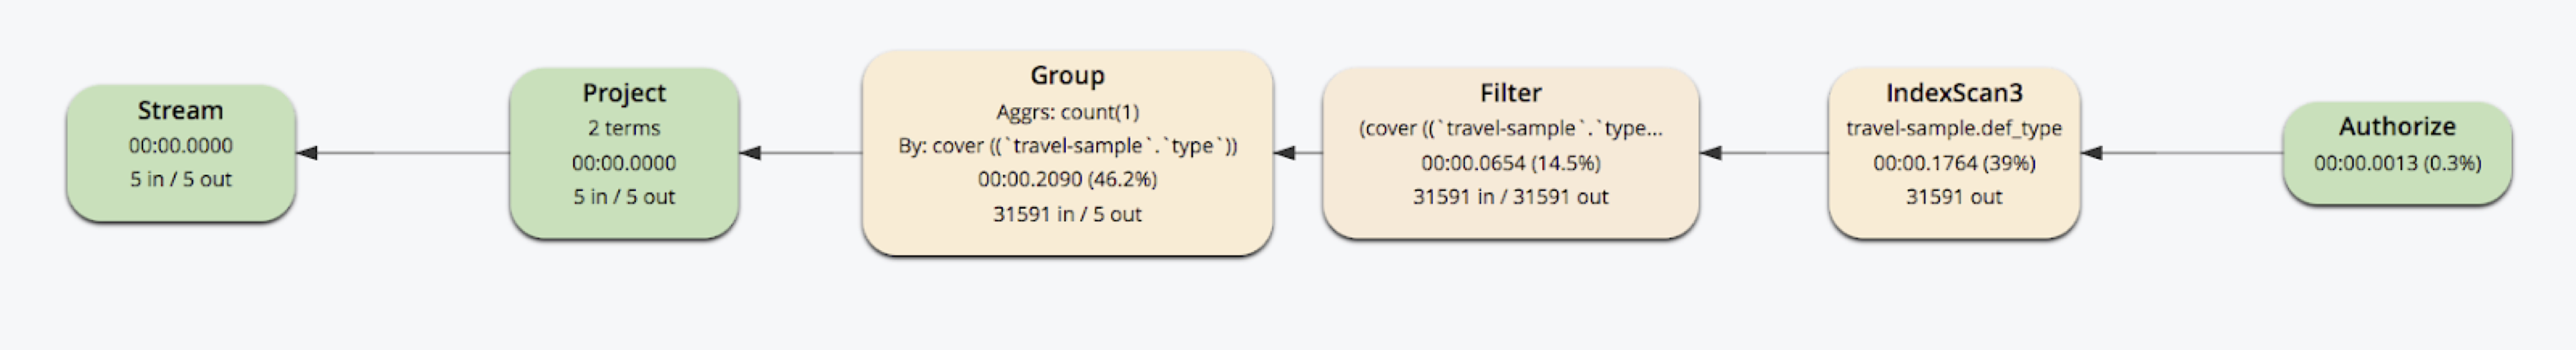 Stream
00:00.0000
5 in / 5 out
Project
2 terms
00:00.0000
5 in / 5 out
Group
Aggrs: count(1)
By: cover ((`travel-sample`.`type`))
00:00.2090 (46.2%)
31591 in / 5 out
Filter
(cover ((`travel-sample`.`type...
00:00.0654 (14.5%)
31591 in / 31591 out
IndexScan3
travel-sample.def_type
00:00.1764 (39%)
31591 out
Authorize
00:00.0013 (0.3%)